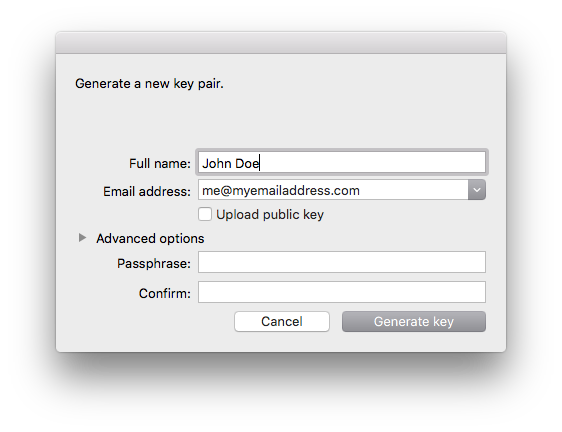 Generate a new key pair.
Full name: John Doe
Email address: me@myemailaddress.com
Upload public key
Advanced options
Passphrase:
Confirm:
Cancel Generate key